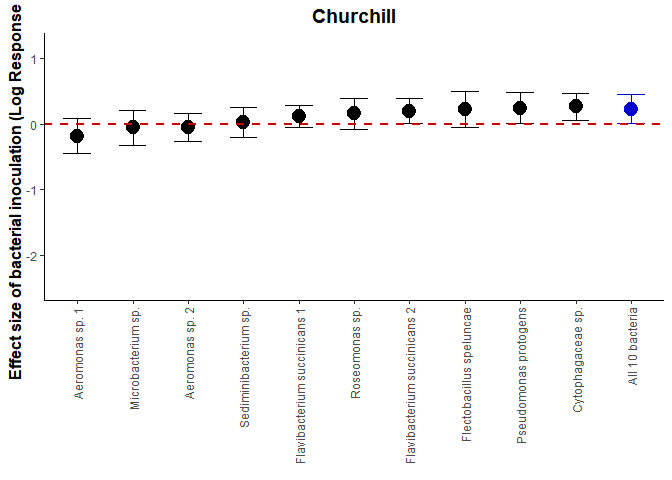 Churchill
Effect size of bacterial inoculation (Log Response
1
0
-1
-2
Aeromonas sp. 1
Microbacterium sp.
Aeromonas sp. 2
Sediminibacterium sp.
Flavibacterium succinicans 1
Roseomonas sp.
Flavibacterium succinicans 2
Flectobacillus speluncae
Pseudomonas protogens
Cytophagaceae sp.
All 10 bacteria